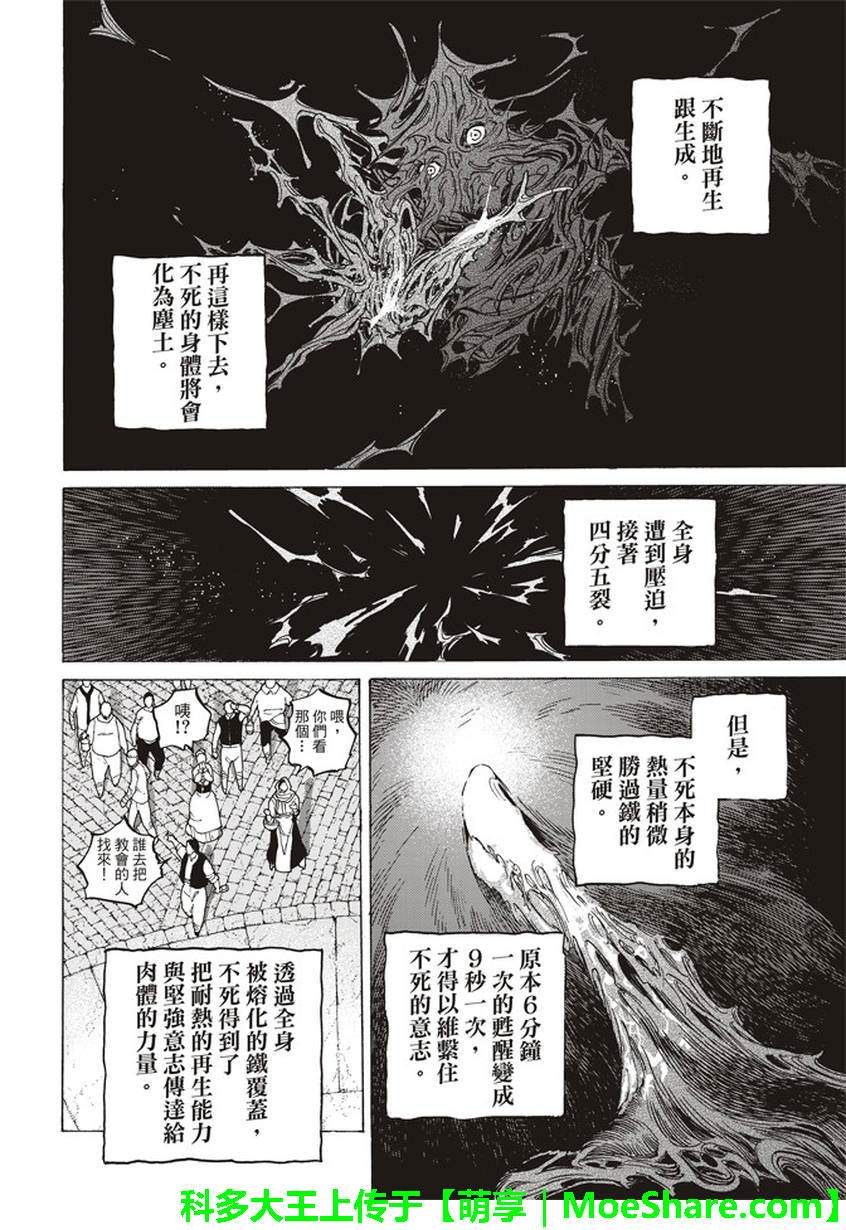 不斷地再生
跟生成。
再這樣下去，
不死的身體將會
化為塵土。
全身
遭到壓迫，
接著
四分五裂。
但是，
不死本身的
熱量稍微
勝過鐵的
堅硬。
原本6分鐘
一次的甦醒變成
9秒一次，
才得以維繫住
不死的意志。
喂，
你們看
那個…
咦!?
誰去把
教會的人
找來！
透過全身
被熔化的鐵覆蓋，
不死得到了
把耐熱的再生能力
與堅強意志傳達給
肉體的力量。
科多大王上传于【萌享｜MoeShare.com】